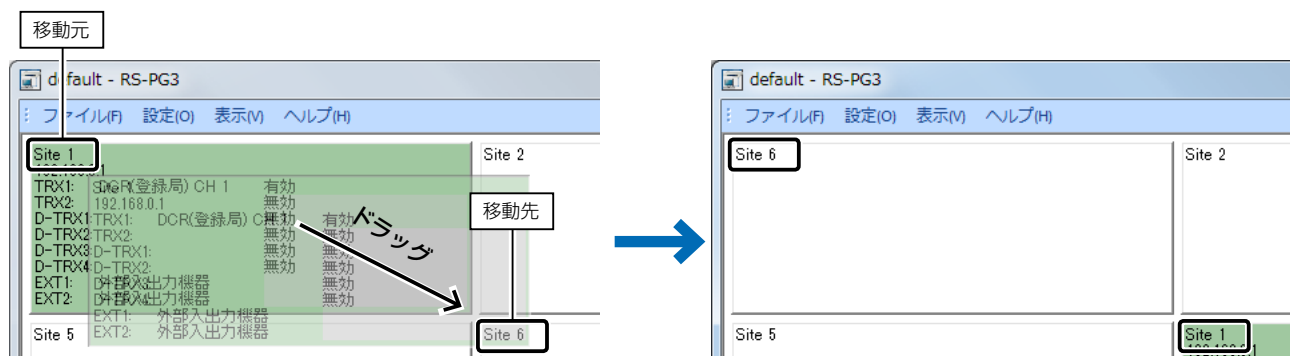 移動元
default - RS-PG3
ファイル(F) 設定(O) 表示(V) ヘルプ(H)
Site 1
192.168.0.1
TRX1: DCR(登録局) CH 1 有効
TRX2: 無効
D-TRX1: 無効
D-TRX2: 無効
D-TRX3: 無効
D-TRX4: 無効
EXT1: 外部入出力機器
EXT2: 外部入出力機器
192.168.0.1
TRX1: DCR(登録局) CH 1 有効
TRX2: 無効
D-TRX1: 無効
D-TRX2: 無効
無効
無効
EXT1: 外部入出力機器
EXT2: 外部入出力機器
ドラッグ
Site 2
移動先
Site 5
Site 6
default - RS-PG3
ファイル(F) 設定(O) 表示(V) ヘルプ(H)
Site 6
Site 2
Site 5
Site 1